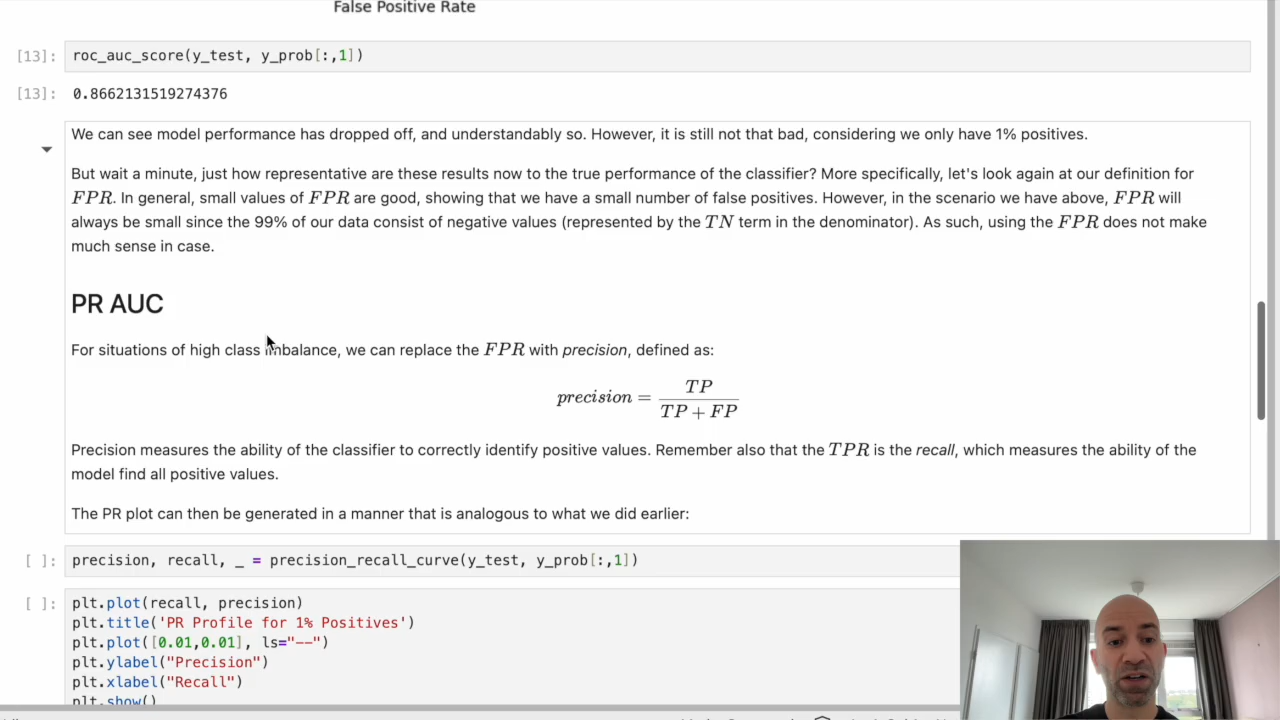 False Positive Rate
[13]: roc_auc_score(y_test, y_prob[:,1])
[13]: 0.8662131519274376
We can see model performance has dropped off, and understandably so. However, it is still not that bad, considering we only have 1% positives.
But wait a minute, just how representative are these results now to the true performance of the classifier? More specifically, let's look again at our definition for
FPR. In general, small values of FPR are good, showing that we have a small number of false positives. However, in the scenario we have above, FPR will
always be small since the 99% of our data consist of negative values (represented by the TN term in the denominator). As such, using the FPR does not make
much sense in case.
PR AUC
For situations of high class imbalance, we can replace the FPR with precision, defined as:
precision = TP / TP + FP
Precision measures the ability of the classifier to correctly identify positive values. Remember also that the TPR is the recall, which measures the ability of the
model find all positive values.
The PR plot can then be generated in a manner that is analogous to what we did earlier:
[ ]: precision, recall, _ = precision_recall_curve(y_test, y_prob[:,1])
[ ]: plt.plot(recall, precision)
plt.title('PR Profile for 1% Positives')
plt.plot([0.01,0.01], ls="--")
plt.ylabel("Precision")
plt.xlabel("Recall")
plt.show()